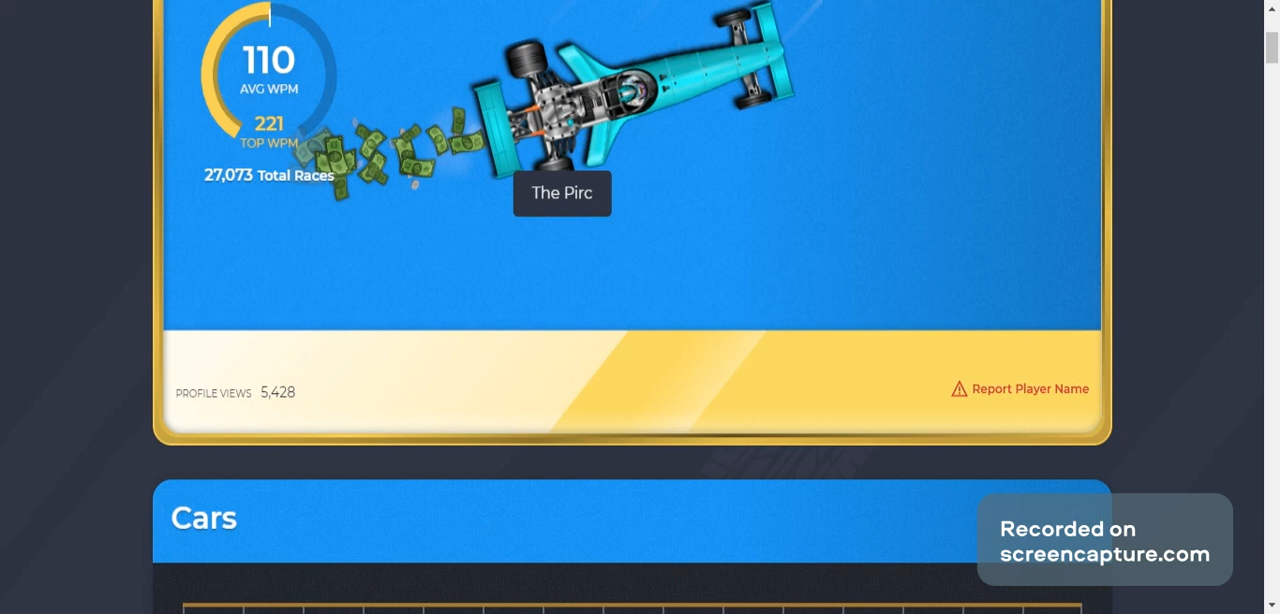 110
AVG WPM
221
TOP WPM
27,073 Total Races
The Pirc
PROFILE VIEWS 5,428
Report Player Name
Cars
Recorded on
screencapture.com